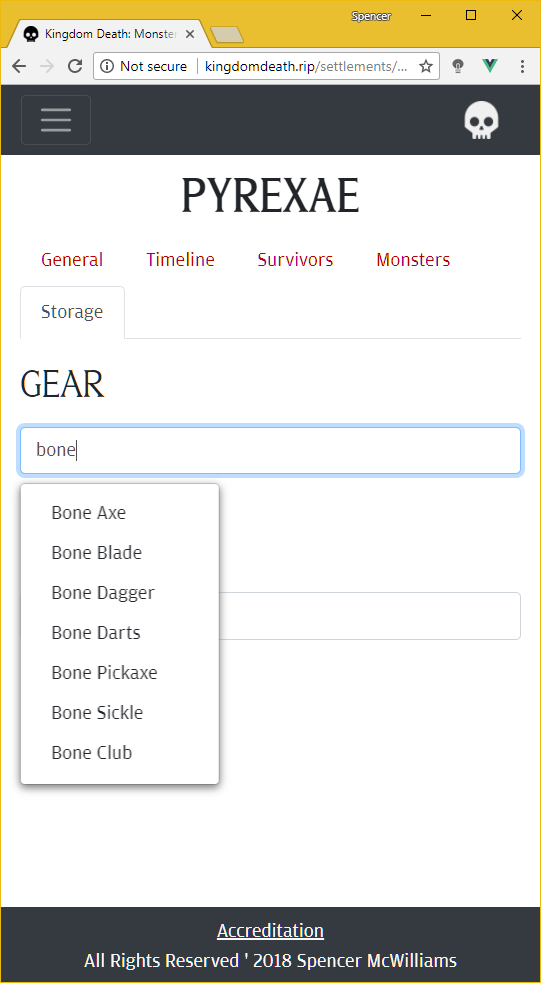 Spencer
Kingdom Death: Monster
Not secure kingdomdeath.rip/settlements/...
PYREXAE
General Timeline Survivors Monsters
Storage
GEAR
bone
Bone Axe
Bone Blade
Bone Dagger
Bone Darts
Bone Pickaxe
Bone Sickle
Bone Club
Accreditation
All Rights Reserved ' 2018 Spencer McWilliams